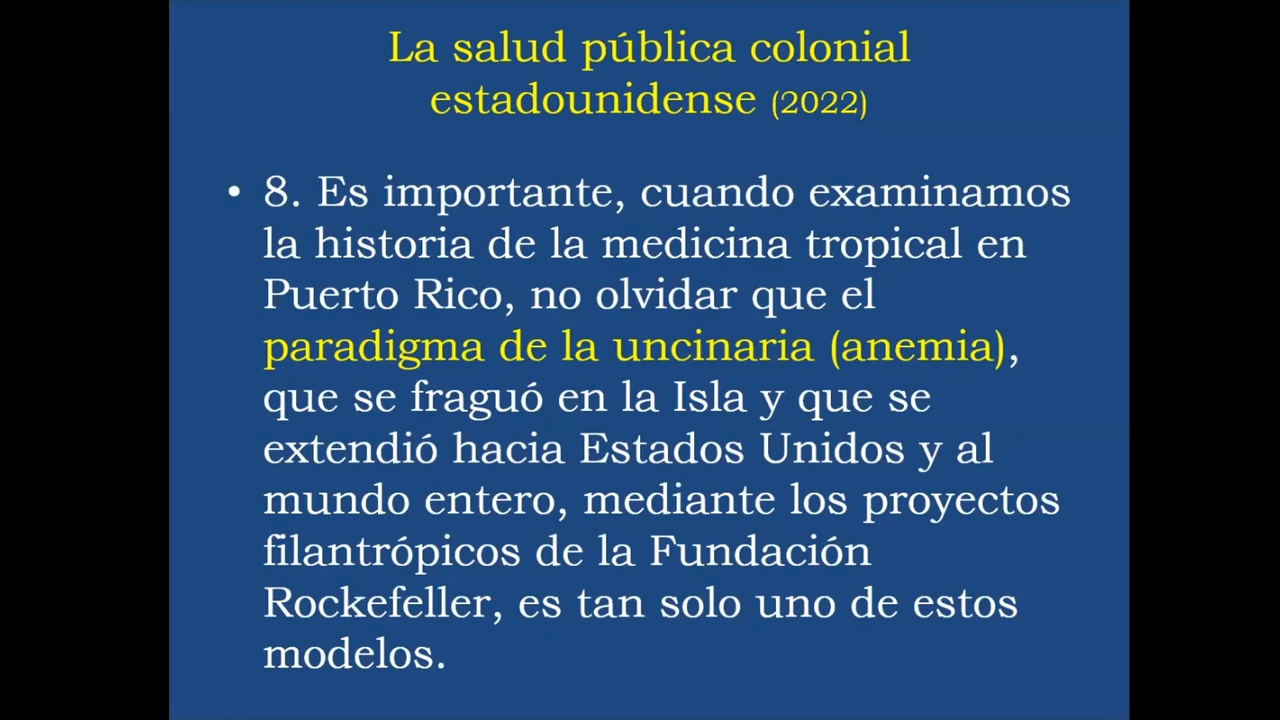 La salud pública colonial
estadounidense (2022)
• 8. Es importante, cuando examinamos
la historia de la medicina tropical en
Puerto Rico, no olvidar que el
paradigma de la uncinaria (anemia),
que se fraguó en la Isla y que se
extendió hacia Estados Unidos y al
mundo entero, mediante los proyectos
filantrópicos de la Fundación
Rockefeller, es tan solo uno de estos
modelos.